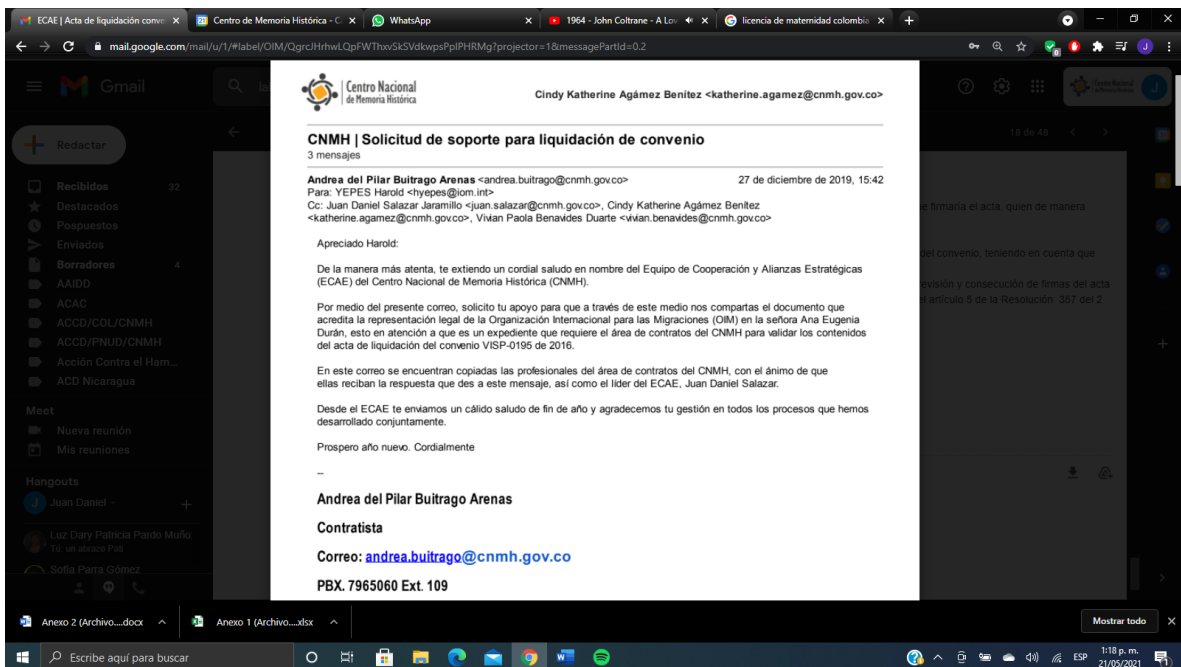 ECAE | Acta de liquidación conve
Centro de Memoria Histórica - C
WhatsApp
1964 - John Coltrane - A Lov
licencia de maternidad colombia
mail.google.com/mail/u/1/#label/OIM/QgrcJHrhwLQpFWThxvSkSVdkwpsPplPHRMg?projector=1&messagePartId=0.2
Gmail
Redactar
Recibidos 32
Destacados
Pospuestos
Enviados
Borradores 4
AAIDD
ACAC
ACCD/COL/CNMH
ACCD/PNUD/CNMH
Acción Contra el Ham...
ACD Nicaragua
Meet
Nueva reunión
Mis reuniones
Hangouts
Juan Daniel
Luz Dary Patricia Pardo Muño
Tú: un abrazo Pati
Sofia Parra Gómez
18 de 48
e firmaría el acta, quien de manera
del convenio, teniendo en cuenta que
evisión y consecución de firmas del acta
el artículo 5 de la Resolución 357 del 2
Centro Nacional
de Memoria Histórica
Cindy Katherine Agámez Benítez <katherine.agamez@cnmh.gov.co>
CNMH | Solicitud de soporte para liquidación de convenio
3 mensajes
Andrea del Pilar Buitrago Arenas <andrea.buitrago@cnmh.gov.co> 27 de diciembre de 2019, 15:42
Para: YEPES Harold <hyepes@iom.int>
Cc: Juan Daniel Salazar Jaramillo <juan.salazar@cnmh.gov.co>, Cindy Katherine Agámez Benítez
<katherine.agamez@cnmh.gov.co>, Vivian Paola Benavides Duarte <vivian.benavides@cnmh.gov.co>
Apreciado Harold:
De la manera más atenta, te extiendo un cordial saludo en nombre del Equipo de Cooperación y Alianzas Estratégicas
(ECAE) del Centro Nacional de Memoria Histórica (CNMH).
Por medio del presente correo, solicito tu apoyo para que a través de este medio nos compartas el documento que
acredita la representación legal de la Organización Internacional para las Migraciones (OIM) en la señora Ana Eugenia
Durán, esto en atención a que es un expediente que requiere el área de contratos del CNMH para validar los contenidos
del acta de liquidación del convenio VISP-0195 de 2016.
En este correo se encuentran copiadas las profesionales del área de contratos del CNMH, con el ánimo de que
ellas reciban la respuesta que des a este mensaje, así como el líder del ECAE, Juan Daniel Salazar.
Desde el ECAE te enviamos un cálido saludo de fin de año y agradecemos tu gestión en todos los procesos que hemos
desarrollado conjuntamente.
Prospero año nuevo. Cordialmente
--
Andrea del Pilar Buitrago Arenas
Contratista
Correo: andrea.buitrago@cnmh.gov.co
PBX. 7965060 Ext. 109
Anexo 2 (Archivo....docx
Anexo 1 (Archivo....xlsx
Mostrar todo
Escribe aquí para buscar
ESP
1:18 p. m.
21/05/2021